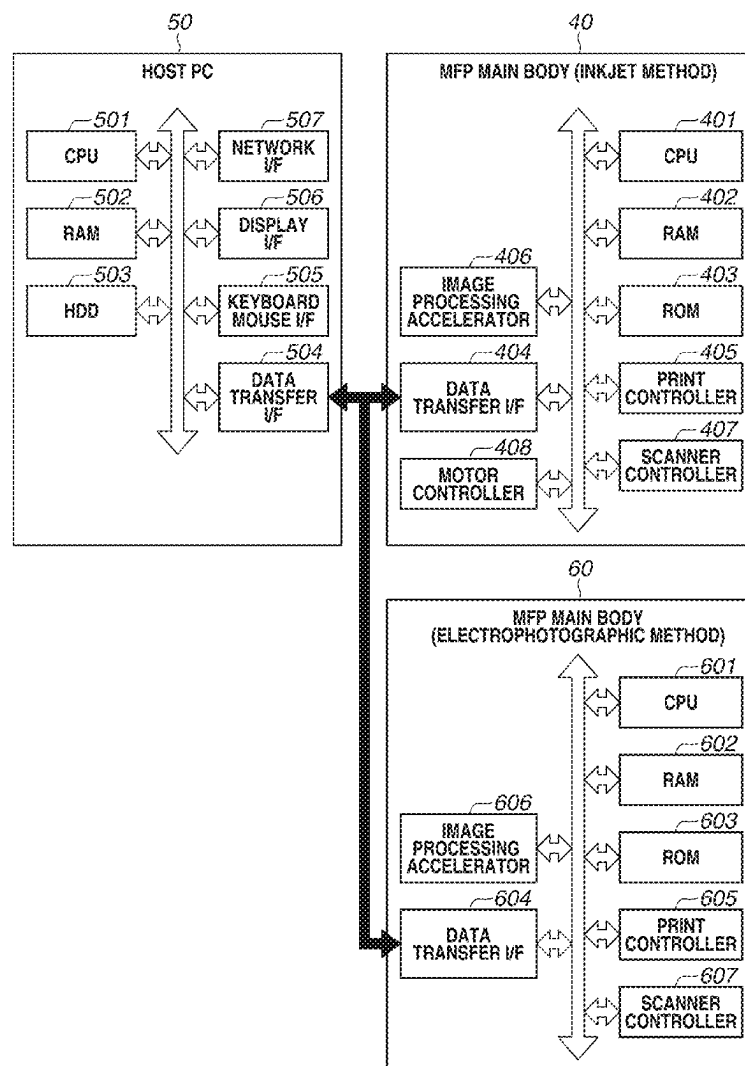 50
HOST PC
501
CPU
502
RAM
503
HDD
507
NETWORK
I/F
506
DISPLAY
I/F
505
KEYBOARD
MOUSE I/F
504
DATA
TRANSFER
I/F
40
MFP MAIN BODY (INKJET METHOD)
406
IMAGE
PROCESSING
ACCELERATOR
404
DATA
TRANSFER I/F
408
MOTOR
CONTROLLER
401
CPU
402
RAM
403
ROM
405
PRINT
CONTROLLER
407
SCANNER
CONTROLLER
60
MFP MAIN BODY
(ELECTROPHOTOGRAPHIC METHOD)
606
IMAGE
PROCESSING
ACCELERATOR
604
DATA
TRANSFER I/F
601
CPU
602
RAM
603
ROM
605
PRINT
CONTROLLER
607
SCANNER
CONTROLLER